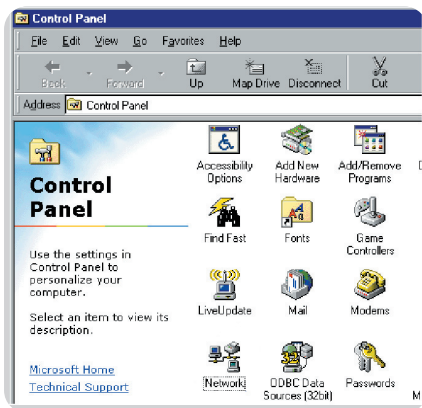 Control Panel
File Edit View Go Favorites Help
Back Forward Up Map Drive Disconnect Cut
Address Control Panel
Control
Panel
Use the settings in
Control Panel to
personalize your
computer.
Select an item to view its
description.
Microsoft Home
Technical Support
Accessibility
Options
Add New
Hardware
Add/Remove
Programs
Find Fast
Fonts
Game
Controllers
LiveUpdate
Mail
Modems
Network
ODBC Data
Sources (32bit)
Passwords